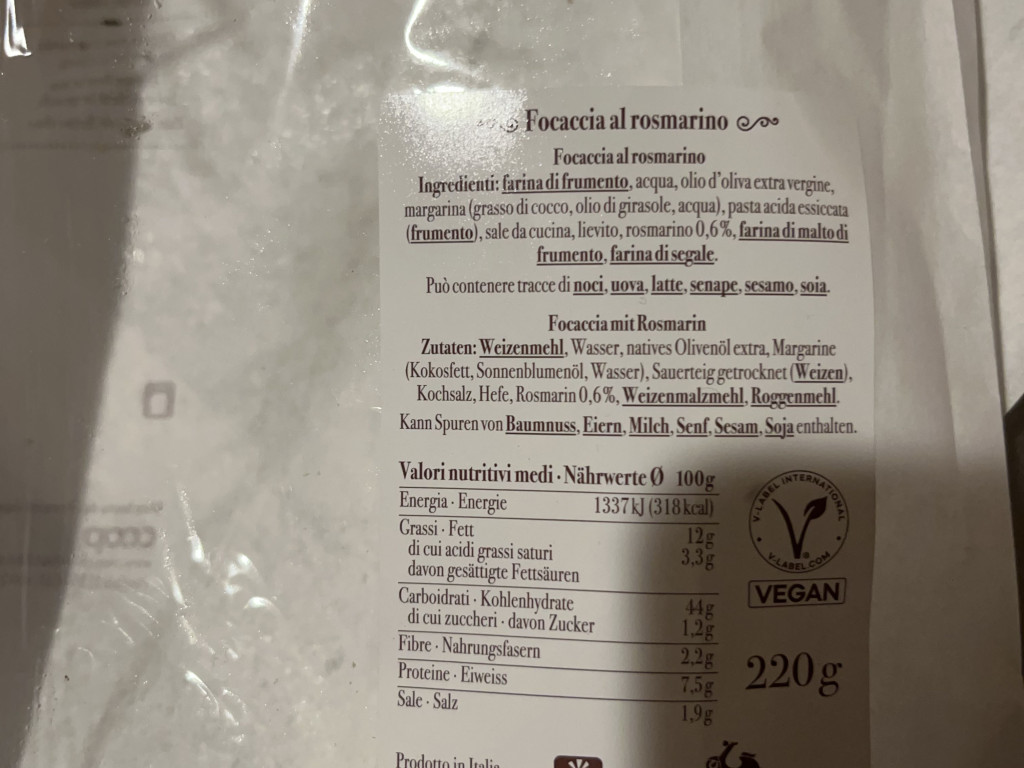 Focaccia al rosmarino
Focaccia al rosmarino
Ingredienti: farina di frumento, acqua, olio d'oliva extra vergine,
margarina (grasso di cocco, olio di girasole, acqua), pasta acida essiccata
(frumento), sale da cucina, lievito, rosmarino 0,6%, farina di malto di
frumento, farina di segale.
Può contenere tracce di noci, uova, latte, senape, sesamo, soia.
Focaccia mit Rosmarin
Zutaten: Weizenmehl, Wasser, natives Olivenöl extra, Margarine
(Kokosfett, Sonnenblumenöl, Wasser), Sauerteig getrocknet (Weizen),
Kochsalz, Hefe, Rosmarin 0,6%, Weizenmalzmehl, Roggenmehl.
Kann Spuren von Baumnuss, Eiern, Milch, Senf, Sesam, Soja enthalten.
Valori nutritivi medi · Nährwerte Ø 100g
Energia · Energie 1337 kJ (318 kcal)
Grassi · Fett 12g
di cui acidi grassi saturi 3,3g
davon gesättigte Fettsäuren
Carboidrati · Kohlenhydrate 44g
di cui zuccheri · davon Zucker 1,2g
Fibre · Nahrungsfasern 2,2g
Proteine · Eiweiss 7,5g
Sale · Salz 1,9g
V-LABEL INTERNATIONAL
V-LABEL.COM
VEGAN
220g
Prodotto in Italia
coop